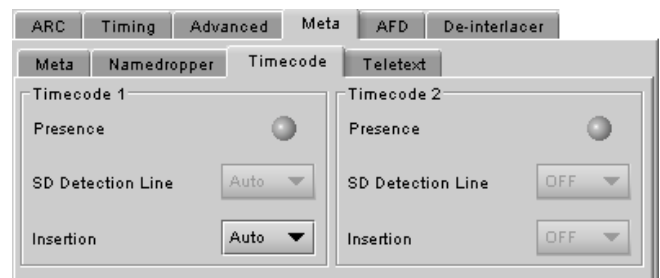 ARC Timing Advanced Meta AFD De-interlacer
Meta Namedropper Timecode Teletext
Timecode 1
Presence
SD Detection Line Auto
Insertion Auto
Timecode 2
Presence
SD Detection Line OFF
Insertion OFF